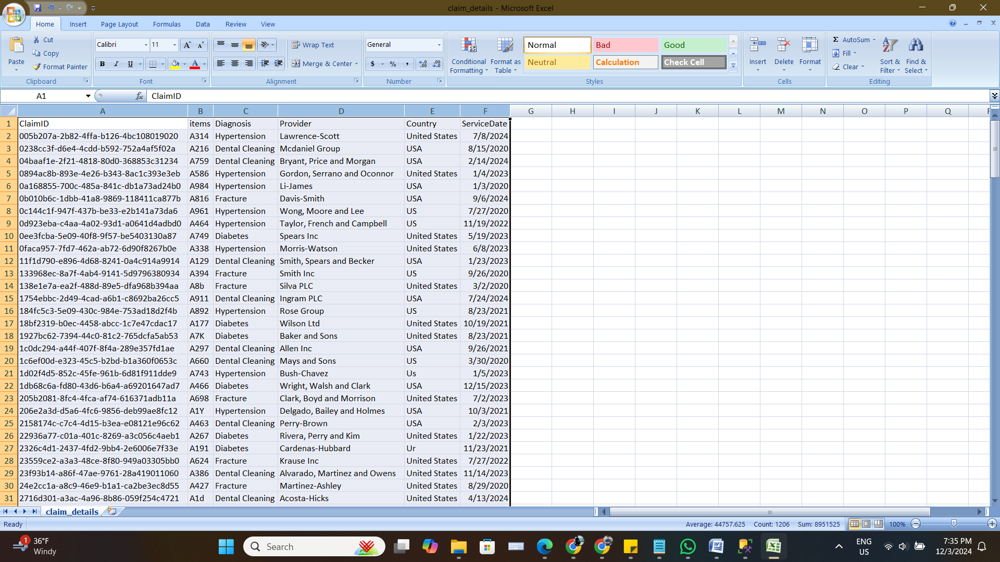 claim_details - Microsoft Excel
Home Insert Page Layout Formulas Data Review View
Paste
Cut
Copy
Format Painter
Clipboard
Calibri 11
B I U
Font
Wrap Text
Merge & Center
Alignment
General
$ % ,
Number
Conditional Formatting
Format as Table
Normal Bad Good
Neutral Calculation Check Cell
Styles
Insert Delete Format
Cells
AutoSum
Fill
Clear
Sort & Filter
Find & Select
Editing
A1 fx ClaimID
A B C D E F G H I J K L M N O P Q
1 ClaimID items Diagnosis Provider Country ServiceDate
2 005b207a-2b82-4ffa-b126-4bc108019020 A314 Hypertension Lawrence-Scott United States 7/8/2024
3 0238cc3f-d6e4-4cdd-b592-752a4af5f02a A216 Dental Cleaning Mcdaniel Group USA 8/15/2020
4 04baaf1e-2f21-4818-80d0-368853c31234 A759 Dental Cleaning Bryant, Price and Morgan USA 2/14/2024
5 0894ac8b-893e-4e26-b343-8ac1c393e3eb A586 Hypertension Gordon, Serrano and Oconnor United States 1/4/2023
6 0a168855-700c-485a-841c-db1a73ad24b0 A984 Hypertension Li-James USA 1/3/2020
7 0b010b6c-1dbb-41a8-9869-118411ca877b A816 Fracture Davis-Smith USA 9/6/2024
8 0c144c1f-947f-437b-be33-e2b141a73da6 A961 Hypertension Wong, Moore and Lee US 7/27/2020
9 0d923eba-c4aa-4a02-93d1-a0641d4adbd0 A464 Hypertension Taylor, French and Campbell US 11/19/2022
10 0ee3fcba-5e09-40f8-9f57-be5403130a87 A749 Diabetes Spears Inc United States 5/19/2023
11 0faca957-7fd7-462a-ab72-6d90f8267b0e A338 Hypertension Morris-Watson United States 6/8/2023
12 11f1d790-e896-4d68-8241-0a4c914a9914 A129 Dental Cleaning Smith, Spears and Becker USA 1/23/2023
13 133968ec-8a7f-4ab4-9141-5d9796380934 A394 Fracture Smith Inc US 9/26/2020
14 138e1e7a-ea2f-488d-89e5-dfa968b394aa A8b Fracture Silva PLC United States 3/2/2020
15 1754ebbc-2d49-4cad-a6b1-c8692ba26cc5 A911 Dental Cleaning Ingram PLC USA 7/24/2024
16 184fc5c3-5e09-430c-984e-753ad18d2f4b A892 Hypertension Rose Group US 8/23/2021
17 18bf2319-b0ec-4458-abcc-1c7e47cdac17 A177 Diabetes Wilson Ltd United States 10/19/2021
18 1927bc62-7394-44c0-81c2-765dcfa5ab53 A7K Diabetes Baker and Sons United States 8/23/2021
19 1c0dc294-a44f-407f-8f4a-289e357fd1ae A297 Dental Cleaning Allen Inc USA 9/26/2021
20 1c6ef00d-e323-45c5-b2bd-b1a360f0653c A660 Dental Cleaning Mays and Sons US 3/30/2020
21 1d02f4d5-852c-45fe-961b-6d81f911dde9 A743 Hypertension Bush-Chavez Us 1/5/2023
22 1db68c6a-fd80-43d6-b6a4-a69201647ad7 A466 Diabetes Wright, Walsh and Clark USA 12/15/2023
23 205b2081-8fc4-4fca-af74-616371adb11a A698 Fracture Clark, Boyd and Morrison United States 7/2/2023
24 206e2a3d-d5a6-4fc6-9856-deb99ae8fc12 A1Y Hypertension Delgado, Bailey and Holmes USA 10/3/2021
25 2158174c-c7c4-4d15-b3ea-e08121e96c62 A463 Dental Cleaning Perry-Brown USA 2/3/2023
26 22936a77-c01a-401c-8269-a3c056c4aeb1 A267 Diabetes Rivera, Perry and Kim United States 1/22/2023
27 2326c4d1-2437-4fd2-9bb4-2e6006e7f33e A191 Diabetes Cardenas-Hubbard Ur 11/23/2021
28 23559ce2-a3a3-48ce-8f80-949a03305bb0 A624 Fracture Krause Inc United States 7/27/2022
29 23f93b14-a86f-47ae-9761-28a419011060 A386 Dental Cleaning Alvarado, Martinez and Owens United States 11/14/2023
30 24e2cc1a-a8c9-46e9-b1a1-ca2be3ec8d55 A427 Fracture Martinez-Ashley United States 8/29/2020
31 2716d301-a3ac-4a96-8b86-059f254c4721 A1d Dental Cleaning Acosta-Hicks United States 4/13/2024
claim_details
Ready Average: 44757.625 Count: 1206 Sum: 8951525 100%
1 36°F
Windy
Search
ENG
US
7:35 PM
12/3/2024